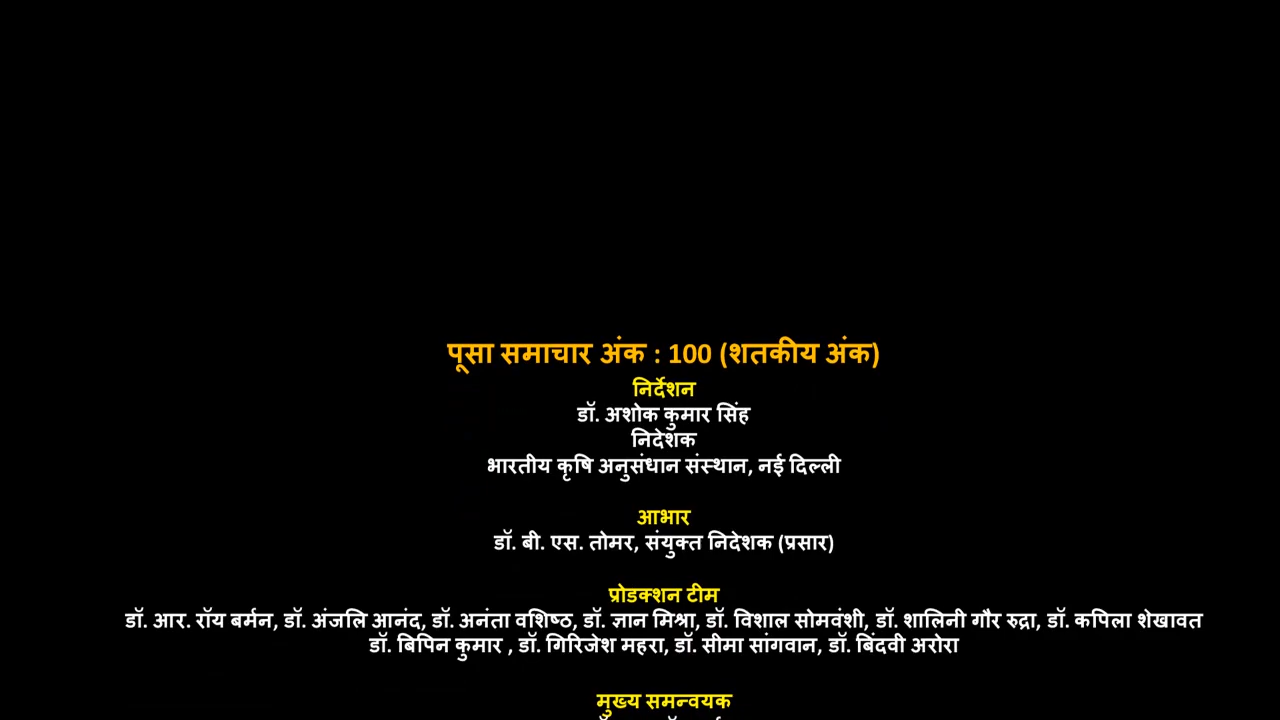 पूसा समाचार अंक : 100 (शतकीय अंक)
निर्देशन
डॉ. अशोक कुमार सिंह
निदेशक
भारतीय कृषि अनुसंधान संस्थान, नई दिल्ली
आभार
डॉ. बी. एस. तोमर, संयुक्त निदेशक (प्रसार)
प्रोडक्शन टीम
डॉ. आर. रॉय बर्मन, डॉ. अंजलि आनंद, डॉ. अनंता वशिष्ठ, डॉ. ज्ञान मिश्रा, डॉ. विशाल सोमवंशी, डॉ. शालिनी गौर रुद्रा, डॉ. कपिला शेखावत
डॉ. बिपिन कुमार , डॉ. गिरिजेश महरा, डॉ. सीमा सांगवान, डॉ. बिंदवी अरोरा
मुख्य समन्वयक